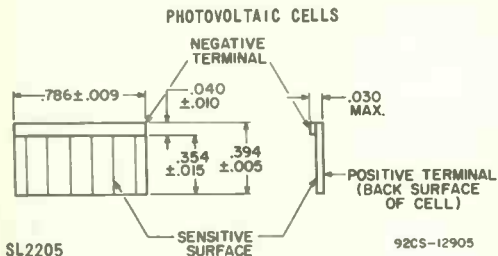 PHOTOVOLTAIC CELLS
NEGATIVE
TERMINAL
.786±.009
.040
±.010
.030
MAX.
.354
±.015
.394
±.005
POSITIVE TERMINAL
(BACK SURFACE
OF CELL)
SENSITIVE
SURFACE
SL2205
92CS-12905